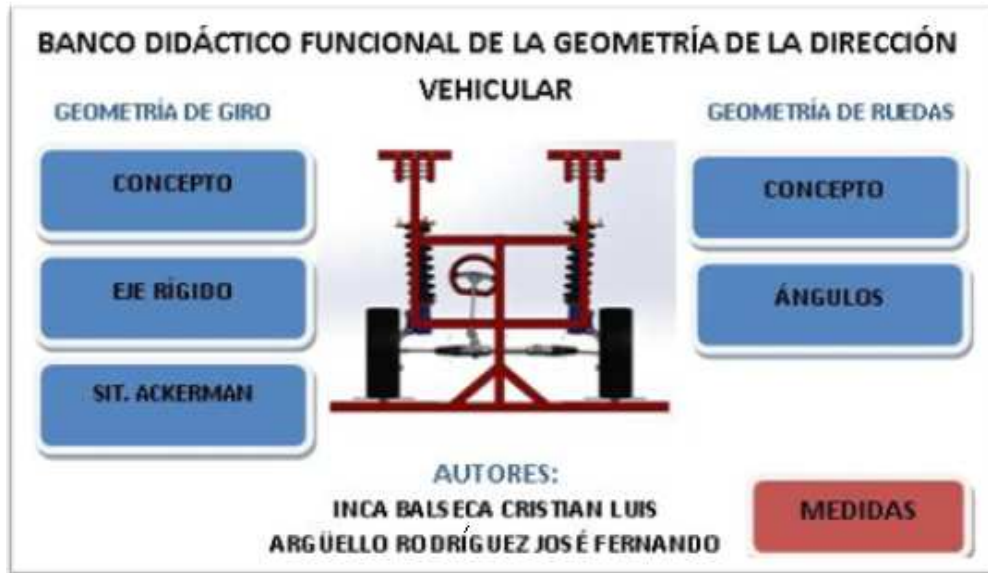 BANCO DIDÁCTICO FUNCIONAL DE LA GEOMETRÍA DE LA DIRECCIÓN
VEHICULAR
GEOMETRÍA DE GIRO
CONCEPTO
EJE RÍGIDO
SIT. ACKERMAN
GEOMETRÍA DE RUEDAS
CONCEPTO
ÁNGULOS
AUTORES:
INCA BALSECA CRISTIAN LUIS
ARGÜELLO RODRÍGUEZ JOSÉ FERNANDO
MEDIDAS